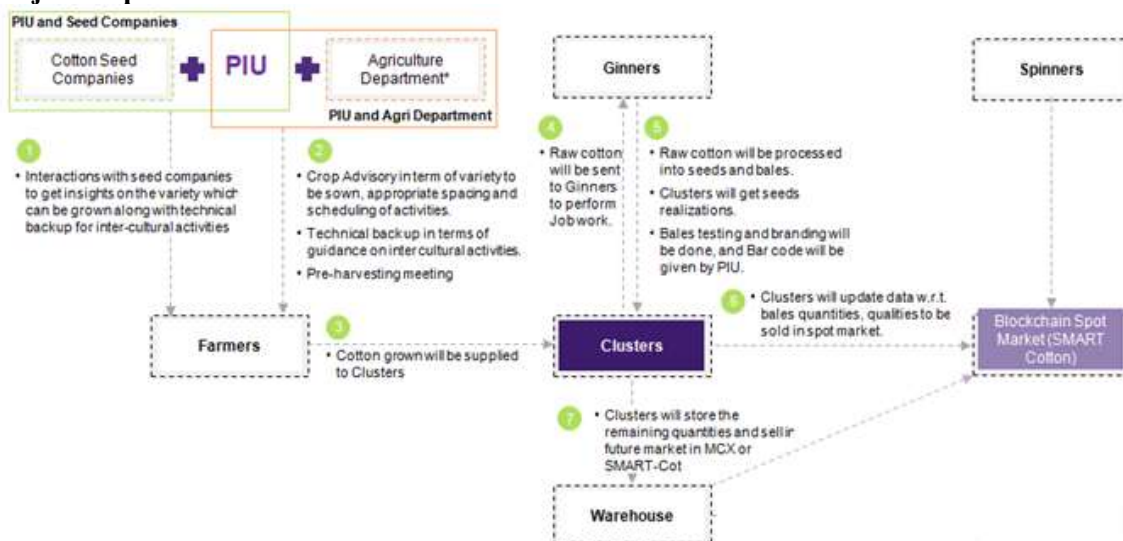 PIU and Seed Companies
Cotton Seed
Companies
PIU
Agriculture
Department*
PIU and Agri Department
Ginners
Spinners
1
• Interactions with seed companies
to get insights on the variety which
can be grown along with technical
backup for inter-cultural activities
2
• Crop Advisory in term of variety to
be sown, appropriate spacing and
scheduling of activities.
• Technical backup in terms of
guidance on inter cultural activities.
• Pre-harvesting meeting
4
• Raw cotton
will be sent
to Ginners
to perform
Job work.
5
• Raw cotton will be processed
into seeds and bales.
• Clusters will get seeds
realizations.
• Bales testing and branding will
be done, and Bar code will be
given by PIU.
Farmers
3
• Cotton grown will be supplied
to Clusters
Clusters
6
• Clusters will update data w.r.t.
bales quantities, qualities to be
sold in spot market.
Blockchain Spot
Market (SMART
Cotton)
7
• Clusters will store the
remaining quantities and sell in
future market in MCX or
SMART-Cot
Warehouse